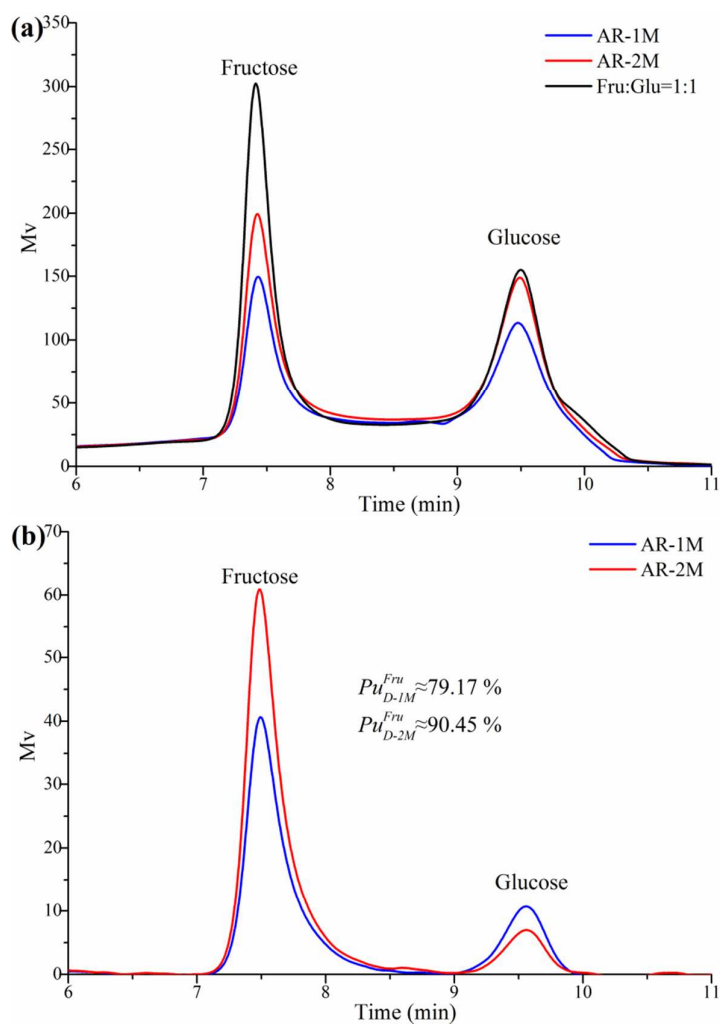 (a)
350
300
250
200
150
100
50
0
Mv
Fructose
Glucose
AR-1M
AR-2M
Fru:Glu=1:1
6 7 8 9 10 11
Time (min)
(b)
70
60
50
40
30
20
10
0
Mv
Fructose
Glucose
AR-1M
AR-2M
Pu^{Fru}_{D-1M}≈79.17 %
Pu^{Fru}_{D-2M}≈90.45 %
6 7 8 9 10 11
Time (min)